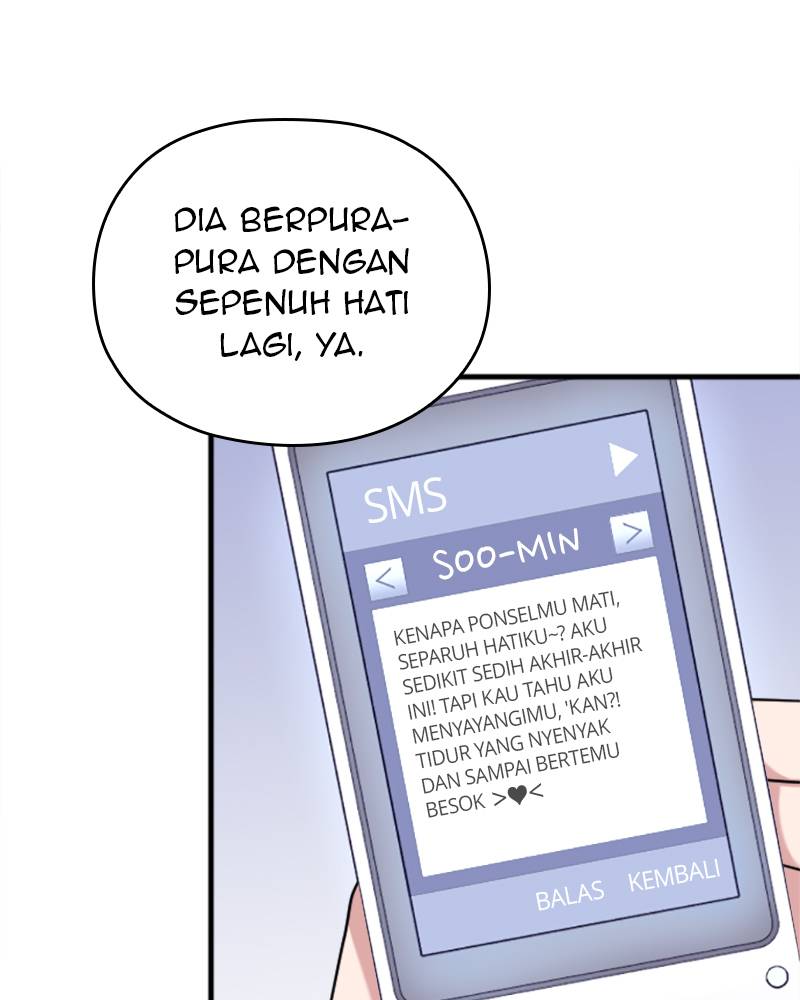 DIA BERPURA-
PURA DENGAN
SEPENUH HATI
LAGI, YA.
SMS
< SOO-MIN >
KENAPA PONSELMU MATI,
SEPARUH HATIKU~? AKU
SEDIKIT SEDIH AKHIR-AKHIR
INI! TAPI KAU TAHU AKU
MENYAYANGIMU, 'KAN?!
TIDUR YANG NYENYAK
DAN SAMPAI BERTEMU
BESOK >♥<
BALAS KEMBALI